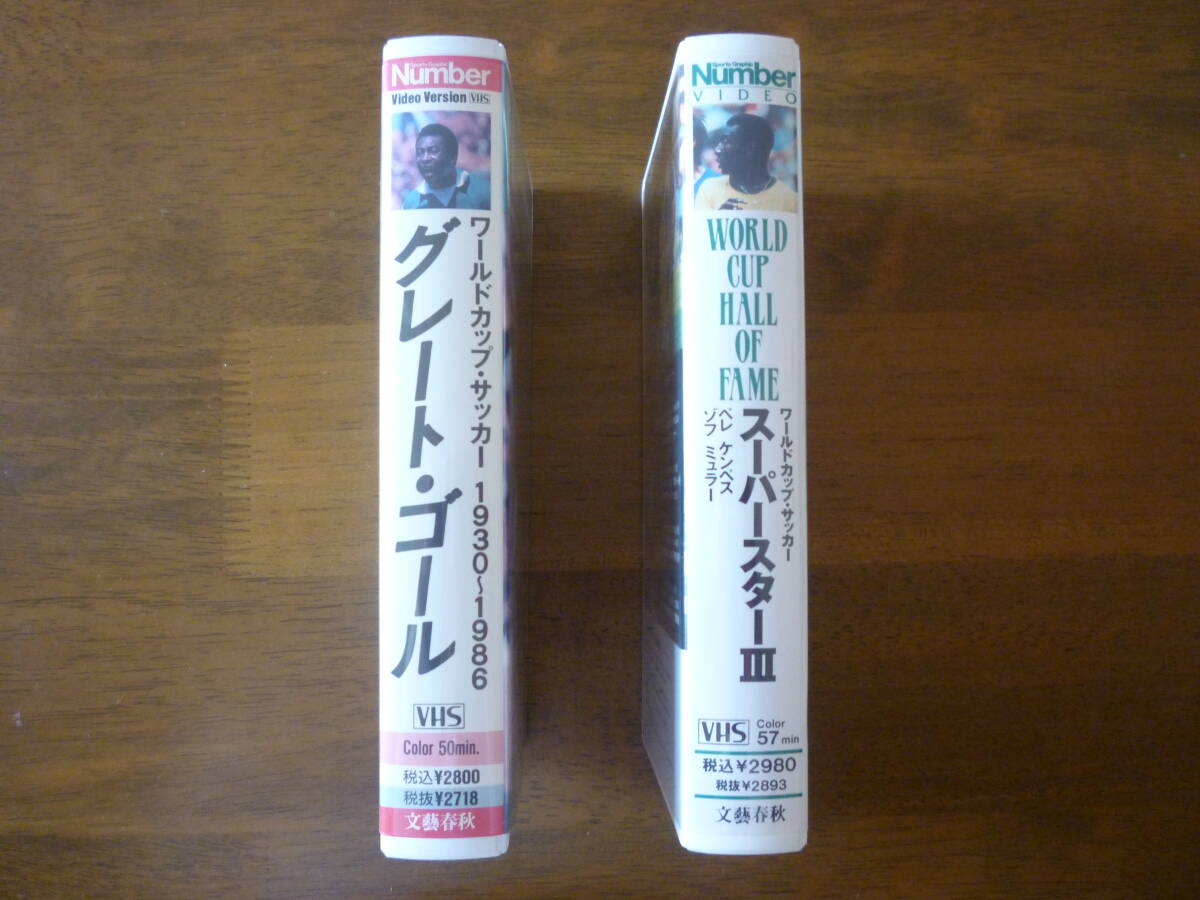 Sports Graphic
Number
Video Version VHS
ワールドカップ・サッカー 1930〜1986
グレート・ゴール
VHS
Color 50min.
税込¥2800
税抜¥2718
文藝春秋
Sports Graphic
Number
VIDEO
WORLD
CUP
HALL
OF
FAME
ワールドカップ・サッカー
スーパースターIII
ペレ ケンペス
ゾフ ミュラー
VHS
Color
57min
税込¥2980
税抜¥2893
文藝春秋